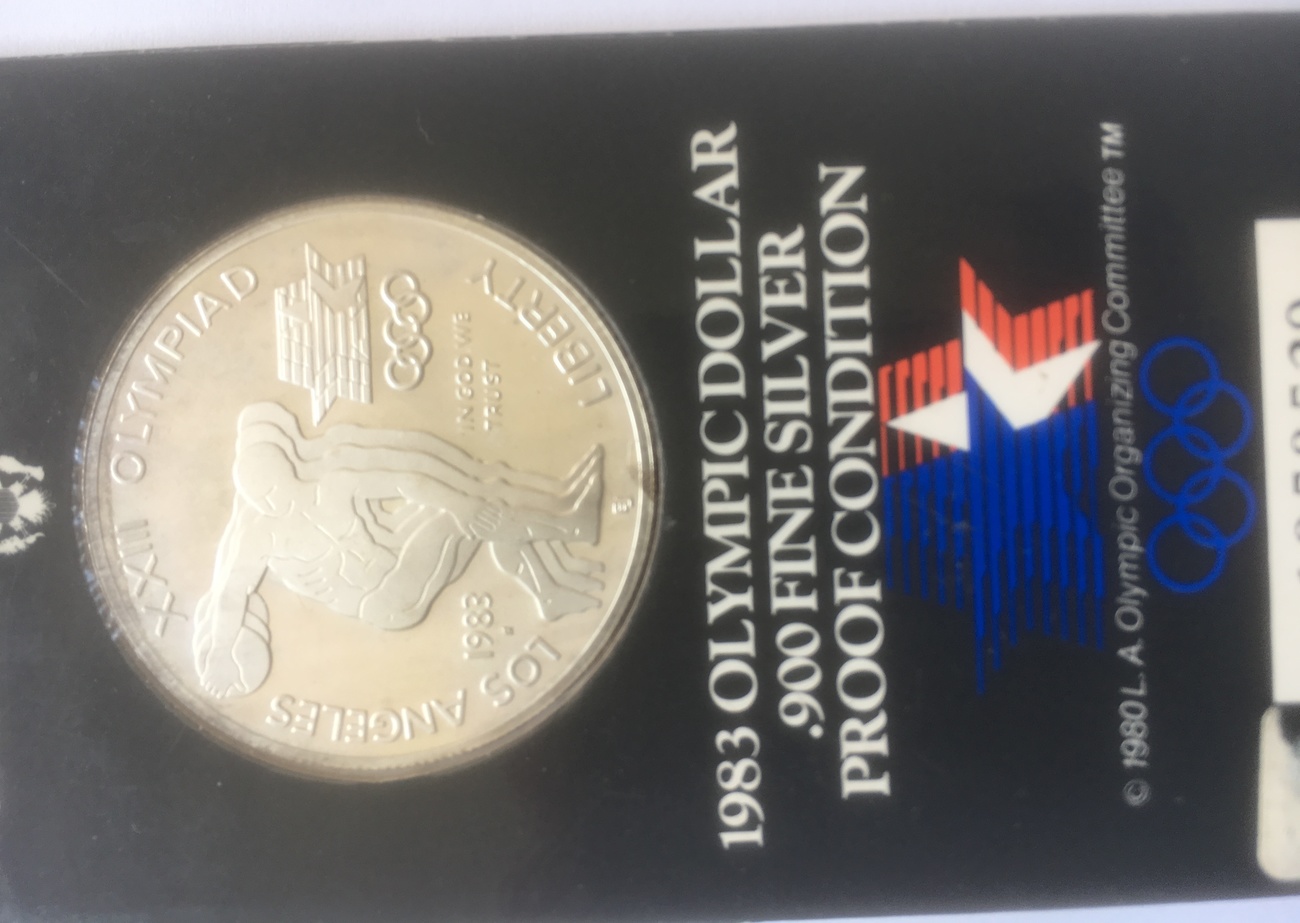 XXIII OLYMPIAD
LOS ANGELES
IN GOD WE
TRUST
LIBERTY
1983
1983 OLYMPIC DOLLAR
.900 FINE SILVER
PROOF CONDITION
© 1980 L. A. Olympic Organizing Committee TM